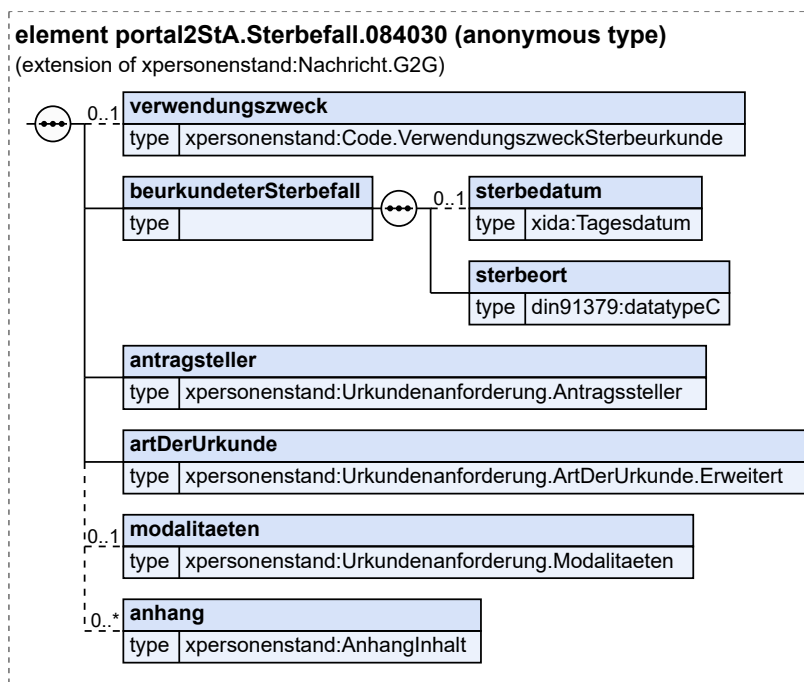 element portal2StA.Sterbefall.084030 (anonymous type)
(extension of xpersonenstand:Nachricht.G2G)
0..1 verwendungszweck
type xpersonenstand:Code.VerwendungszweckSterbeurkunde
beurkundeterSterbefall 0..1 sterbedatum
type type xida:Tagesdatum
sterbeort
type din91379:datatypeC
antragsteller
type xpersonenstand:Urkundenanforderung.Antragssteller
artDerUrkunde
type xpersonenstand:Urkundenanforderung.ArtDerUrkunde.Erweitert
0..1 modalitaeten
type xpersonenstand:Urkundenanforderung.Modalitaeten
0..* anhang
type xpersonenstand:AnhangInhalt